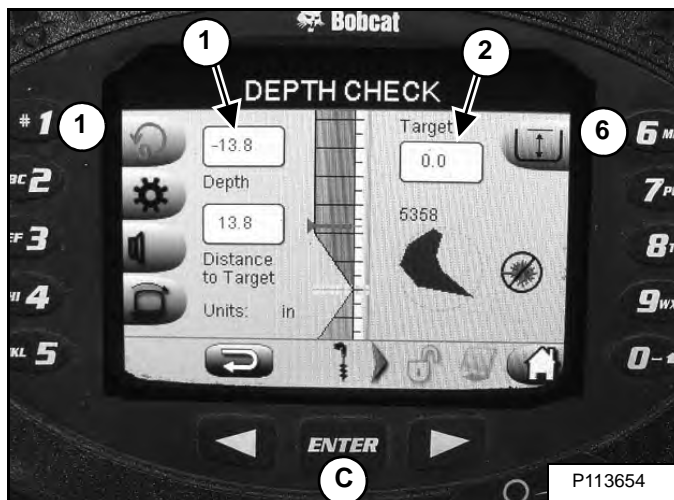 Bobcat
1
2
DEPTH CHECK
#1
1
-13.8
Depth
Target
0.0
6
6
2
7
3
13.8
Distance
to Target
5358
8
4
Units: in
9
5
0
ENTER
C
P113654